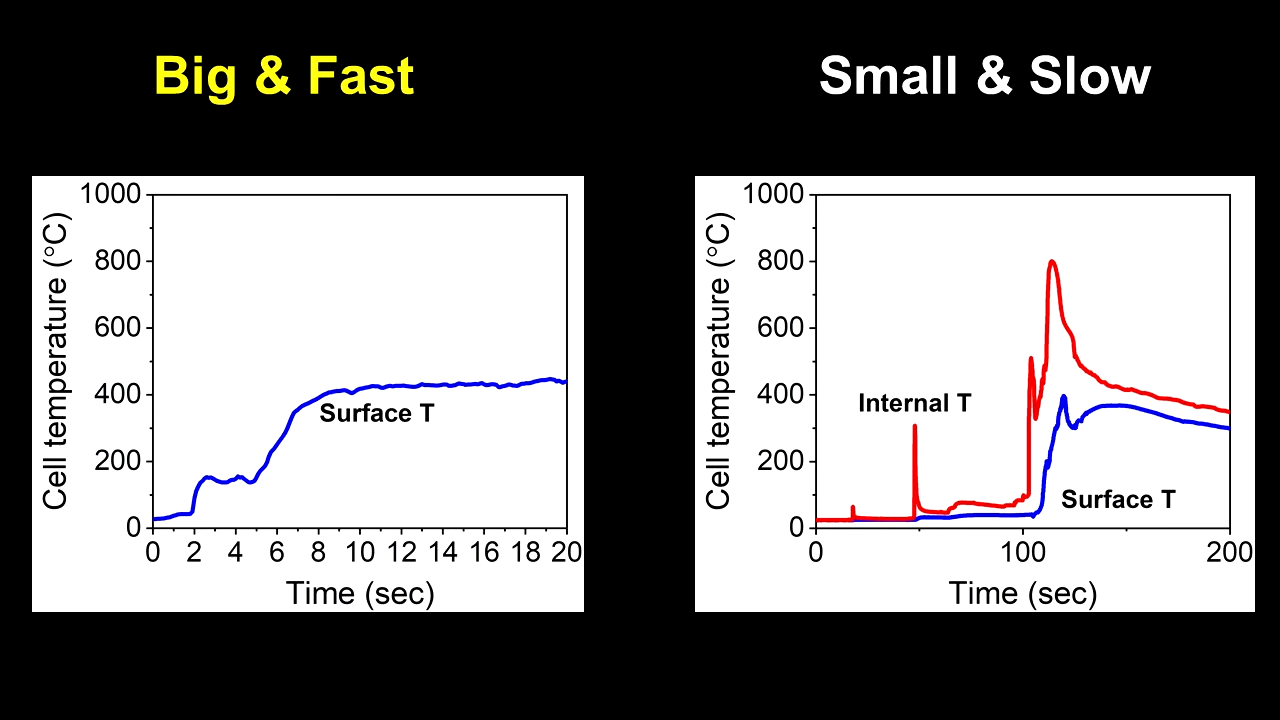 Big & Fast
Small & Slow
1000
800
600
400
200
0
Cell temperature (°C)
Surface T
0 2 4 6 8 10 12 14 16 18 20
Time (sec)
1000
800
600
400
200
0
Cell temperature (°C)
Internal T
Surface T
0 100 200
Time (sec)